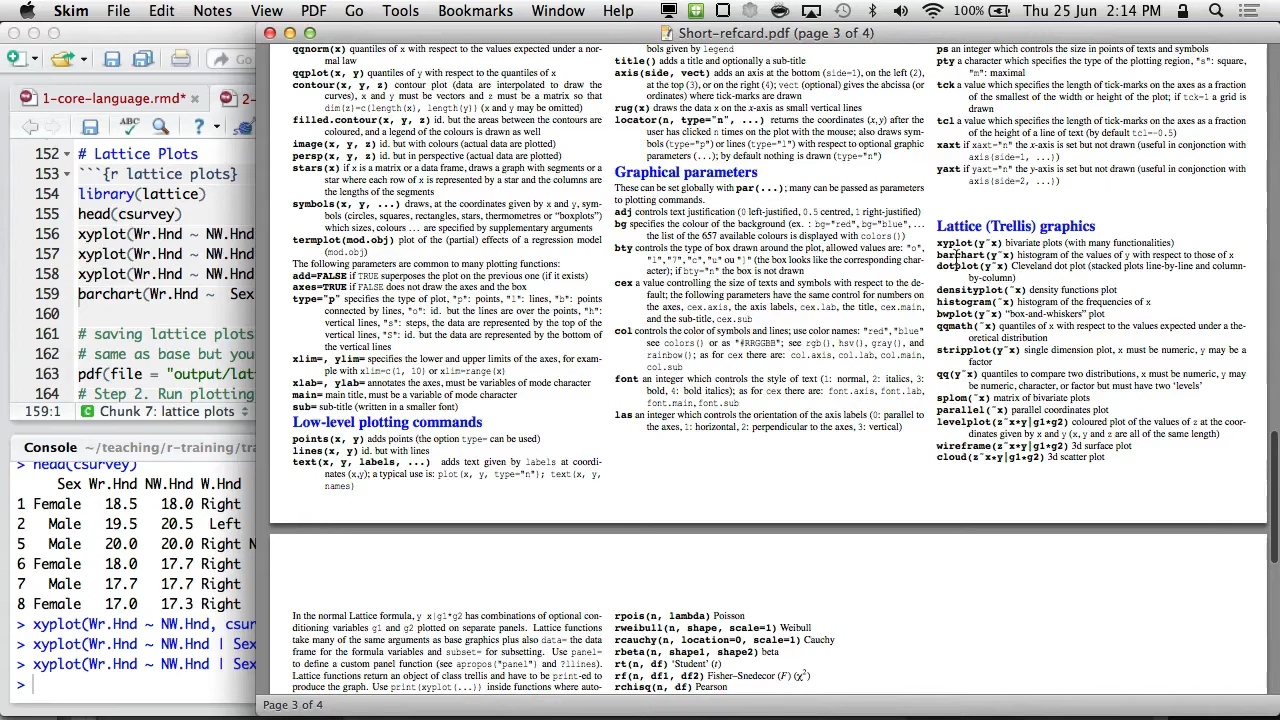 Skim File Edit Notes View PDF Go Tools Bookmarks Window Help 100% Thu 25 Jun 2:14 PM
Go
1-core-language.rmd* × 2-
ABC
152 # Lattice Plots
153 ```{r lattice plots}
154 library(lattice)
155 head(csurvey)
156 xyplot(Wr.Hnd ~ NW.H
157 xyplot(Wr.Hnd ~ NW.H
158 xyplot(Wr.Hnd ~ NW.H
159 barchart(Wr.Hnd ~ Sex
160
161 # saving lattice plots
162 # same as base but you
163 pdf(file = "output/lat
164 # Step 2. Run plotting
159:1 Chunk 7: lattice plots
Console ~/teaching/r-training/tra
> head(csurvey)
Sex Wr.Hnd NW.Hnd W.Hnd
1 Female 18.5 18.0 Right
2 Male 19.5 20.5 Left
5 Male 20.0 20.0 Right N
6 Female 18.0 17.7 Right
7 Male 17.7 17.7 Right
8 Female 17.0 17.3 Right
> xyplot(Wr.Hnd ~ NW.Hnd, csur
> xyplot(Wr.Hnd ~ NW.Hnd | Sex
> xyplot(Wr.Hnd ~ NW.Hnd | Sex
>
Short-refcard.pdf (page 3 of 4)
qqnorm(x) quantiles of x with respect to the values expected under a nor-
mal law
qqplot(x, y) quantiles of y with respect to the quantiles of x
contour(x, y, z) contour plot (data are interpolated to draw the
curves), x and y must be vectors and z must be a matrix so that
dim(z)=c(length(x), length(y)) (x and y may be omitted)
filled.contour(x, y, z) id. but the areas between the contours are
coloured, and a legend of the colours is drawn as well
image(x, y, z) id. but with colours (actual data are plotted)
persp(x, y, z) id. but in perspective (actual data are plotted)
stars(x) if x is a matrix or a data frame, draws a graph with segments or a
star where each row of x is represented by a star and the columns are
the lengths of the segments
symbols(x, y, ...) draws, at the coordinates given by x and y, sym-
bols (circles, squares, rectangles, stars, thermometres or “boxplots”)
which sizes, colours ... are specified by supplementary arguments
termplot(mod.obj) plot of the (partial) effects of a regression model
(mod.obj)
The following parameters are common to many plotting functions:
add=FALSE if TRUE superposes the plot on the previous one (if it exists)
axes=TRUE if FALSE does not draw the axes and the box
type="p" specifies the type of plot, "p": points, "l": lines, "b": points
connected by lines, "o": id. but the lines are over the points, "h":
vertical lines, "s": steps, the data are represented by the top of the
vertical lines, "S": id. but the data are represented by the bottom of
the vertical lines
xlim=, ylim= specifies the lower and upper limits of the axes, for exam-
ple with xlim=c(1, 10) or xlim=range(x)
xlab=, ylab= annotates the axes, must be variables of mode character
main= main title, must be a variable of mode character
sub= sub-title (written in a smaller font)
Low-level plotting commands
points(x, y) adds points (the option type= can be used)
lines(x, y) id. but with lines
text(x, y, labels, ...) adds text given by labels at coordi-
nates (x,y); a typical use is: plot(x, y, type="n"); text(x, y,
names)
bols given by legend
title() adds a title and optionally a sub-title
axis(side, vect) adds an axis at the bottom (side=1), on the left (2),
at the top (3), or on the right (4); vect (optional) gives the abcissa (or
ordinates) where tick-marks are drawn
rug(x) draws the data x on the x-axis as small vertical lines
locator(n, type="n", ...) returns the coordinates (x,y) after the
user has clicked n times on the plot with the mouse; also draws sym-
bols (type="p") or lines (type="l") with respect to optional graphic
parameters (...); by default nothing is drawn (type="n")
Graphical parameters
These can be set globally with par(...); many can be passed as parameters
to plotting commands.
adj controls text justification (0 left-justified, 0.5 centred, 1 right-justified)
bg specifies the colour of the background (ex. : bg="red", bg="blue", ...
the list of the 657 available colours is displayed with colors())
bty controls the type of box drawn around the plot, allowed values are: "o",
"l", "7", "c", "u" ou "]" (the box looks like the corresponding char-
acter); if bty="n" the box is not drawn
cex a value controlling the size of texts and symbols with respect to the de-
fault; the following parameters have the same control for numbers on
the axes, cex.axis, the axis labels, cex.lab, the title, cex.main,
and the sub-title, cex.sub
col controls the color of symbols and lines; use color names: "red", "blue"
see colors() or as "#RRGGBB"; see rgb(), hsv(), gray(), and
rainbow(); as for cex there are: col.axis, col.lab, col.main,
col.sub
font an integer which controls the style of text (1: normal, 2: italics, 3:
bold, 4: bold italics); as for cex there are: font.axis, font.lab,
font.main, font.sub
las an integer which controls the orientation of the axis labels (0: parallel to
the axes, 1: horizontal, 2: perpendicular to the axes, 3: vertical)
ps an integer which controls the size in points of texts and symbols
pty a character which specifies the type of the plotting region, "s": square,
"m": maximal
tck a value which specifies the length of tick-marks on the axes as a fraction
of the smallest of the width or height of the plot; if tck=1 a grid is
drawn
tcl a value which specifies the length of tick-marks on the axes as a fraction
of the height of a line of text (by default tcl=-0.5)
xaxt if xaxt="n" the x-axis is set but not drawn (useful in conjonction with
axis(side=1, ...))
yaxt if yaxt="n" the y-axis is set but not drawn (useful in conjonction with
axis(side=2, ...))
Lattice (Trellis) graphics
xyplot(y˜x) bivariate plots (with many functionalities)
barchart(y˜x) histogram of the values of y with respect to those of x
dotplot(y˜x) Cleveland dot plot (stacked plots line-by-line and column-
by-column)
densityplot(˜x) density functions plot
histogram(˜x) histogram of the frequencies of x
bwplot(y˜x) “box-and-whiskers” plot
qqmath(˜x) quantiles of x with respect to the values expected under a the-
oretical distribution
stripplot(y˜x) single dimension plot, x must be numeric, y may be a
factor
qq(y˜x) quantiles to compare two distributions, x must be numeric, y may
be numeric, character, or factor but must have two ‘levels’
splom(˜x) matrix of bivariate plots
parallel(˜x) parallel coordinates plot
levelplot(z˜x*y|g1*g2) coloured plot of the values of z at the coor-
dinates given by x and y (x, y and z are all of the same length)
wireframe(z˜x*y|g1*g2) 3d surface plot
cloud(z˜x*y|g1*g2) 3d scatter plot
In the normal Lattice formula, y x|g1*g2 has combinations of optional con-
ditioning variables g1 and g2 plotted on separate panels. Lattice functions
take many of the same arguments as base graphics plus also data= the data
frame for the formula variables and subset= for subsetting. Use panel=
to define a custom panel function (see apropos("panel") and ?llines).
Lattice functions return an object of class trellis and have to be print-ed to
produce the graph. Use print(xyplot(...)) inside functions where auto-
rpois(n, lambda) Poisson
rweibull(n, shape, scale=1) Weibull
rcauchy(n, location=0, scale=1) Cauchy
rbeta(n, shape1, shape2) beta
rt(n, df) ‘Student’ (t)
rf(n, df1, df2) Fisher–Snedecor (F) (χ²)
rchisq(n, df) Pearson
Page 3 of 4